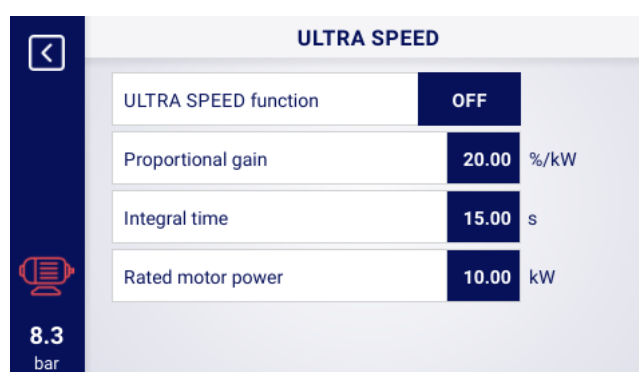 ULTRA SPEED
ULTRA SPEED function OFF
Proportional gain 20.00 %/kW
Integral time 15.00 s
Rated motor power 10.00 kW
8.3
bar